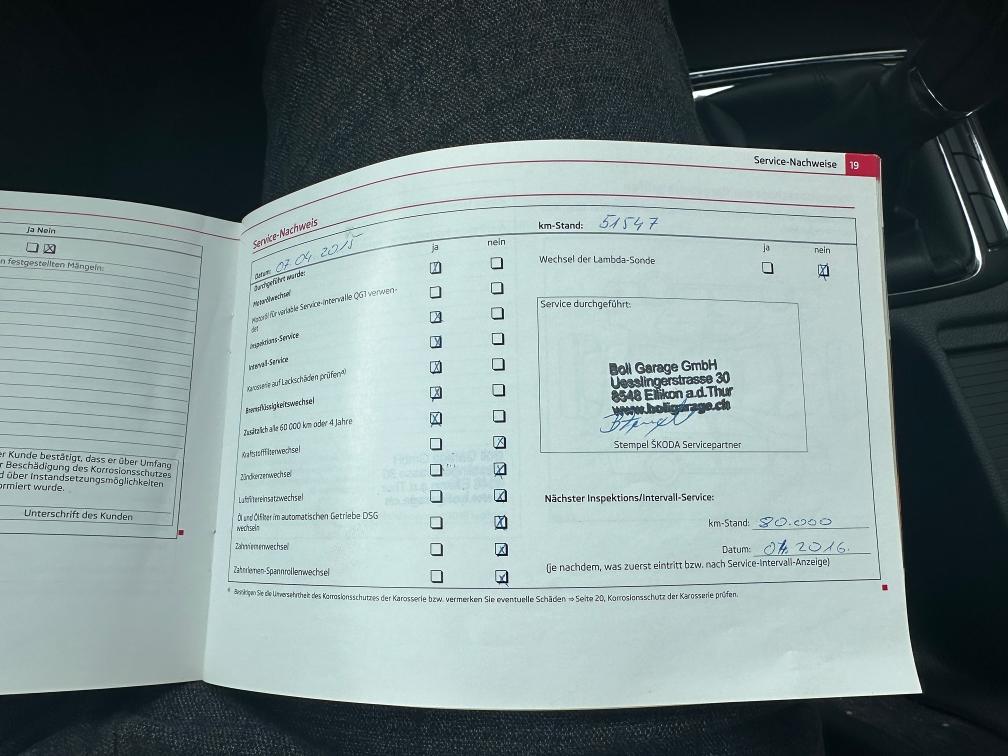 Service-Nachweise 19
Ja Nein
n festgestellten Mängeln:
er Kunde bestätigt, dass er über Umfang
r Beschädigung des Korrosionsschutzes
d über Instandsetzungsmöglichkeiten
ormiert wurde.
Unterschrift des Kunden
Service-Nachweis
Datum: 07 04 2015
Durchgeführt wurde:
ja nein
Motorölwechsel
Motoröl für variable Service-Intervalle QG1 verwen-
det
Inspektions-Service
Intervall-Service
Karosserie auf Lackschäden prüfen a)
Bremsflüssigkeitswechsel
Zusätzlich alle 60 000 km oder 4 Jahre
Kraftstofffilterwechsel
Zündkerzenwechsel
Luftfiltereinsatzwechsel
Öl und Ölfilter im automatischen Getriebe DSG
wechseln
Zahnriemenwechsel
Zahnriemen-Spannrollenwechsel
km-Stand: 51547
ja nein
Wechsel der Lambda-Sonde
Service durchgeführt:
Boli Garage GmbH
Uesslingerstrasse 30
8548 Ellikon a.d.Thur
www.boligarage.ch
Stempel ŠKODA Servicepartner
Nächster Inspektions/Intervall-Service:
km-Stand: 80.000
Datum: 04.2016.
(je nachdem, was zuerst eintritt bzw. nach Service-Intervall-Anzeige)
a) Bestätigen Sie die Unversehrtheit des Korrosionsschutzes der Karosserie bzw. vermerken Sie eventuelle Schäden ⇒ Seite 20, Korrosionsschutz der Karosserie prüfen.